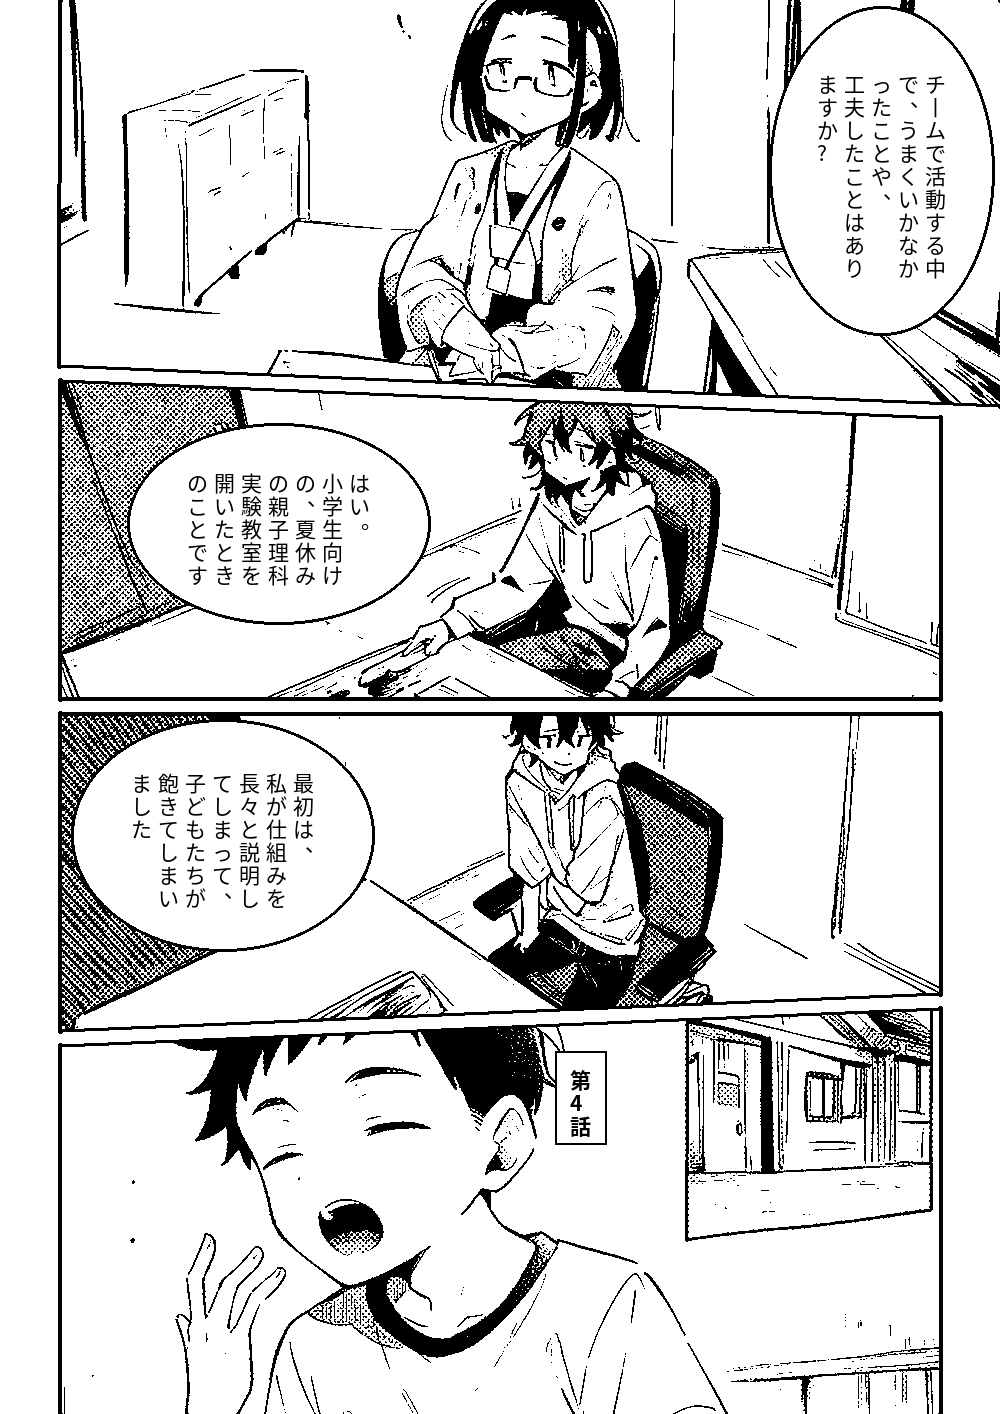 チームで活動する中
で、うまくいかなか
ったことや、
工夫したことはあり
ますか?
はい。
小学生向け
の、夏休み
の親子理科
実験教室を
開いたとき
のことです
最初は、
私が仕組みを
長々と説明し
てしまって、
子どもたちが
飽きてしまい
ました
第4話